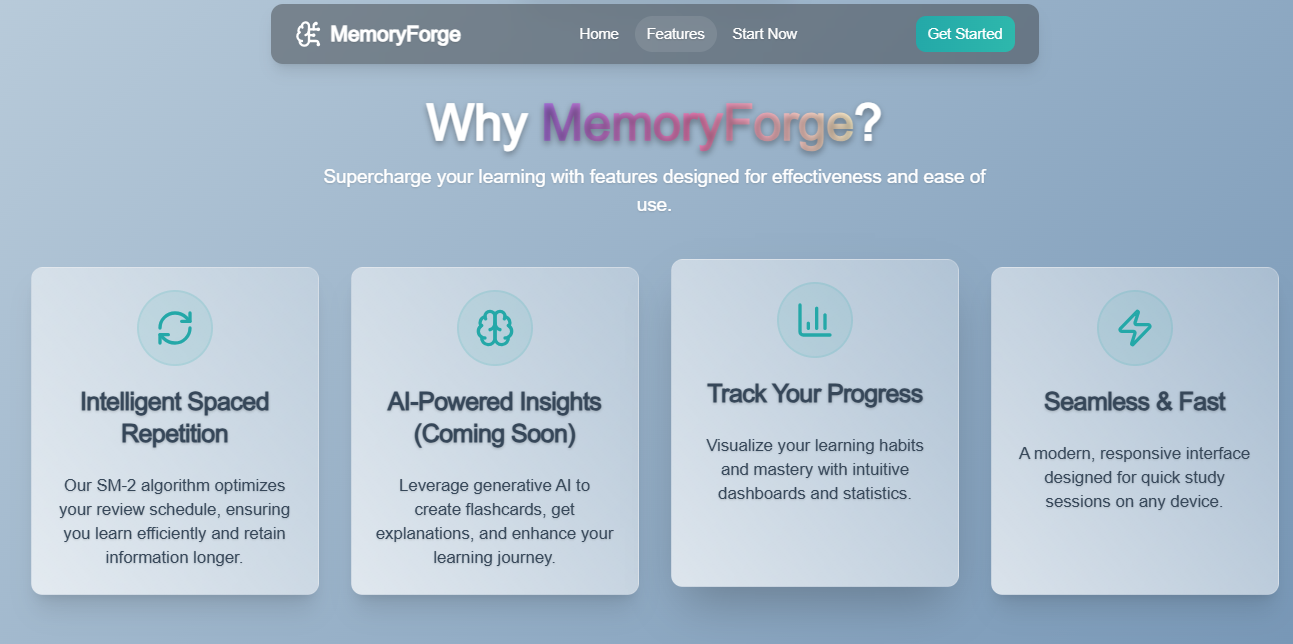 MemoryForge
Home
Features
Start Now
Get Started
Why MemoryForge?
Supercharge your learning with features designed for effectiveness and ease of
use.
Intelligent Spaced
Repetition
Our SM-2 algorithm optimizes
your review schedule, ensuring
you learn efficiently and retain
information longer.
AI-Powered Insights
(Coming Soon)
Leverage generative AI to
create flashcards, get
explanations, and enhance your
learning journey.
Track Your Progress
Visualize your learning habits
and mastery with intuitive
dashboards and statistics.
Seamless & Fast
A modern, responsive interface
designed for quick study
sessions on any device.